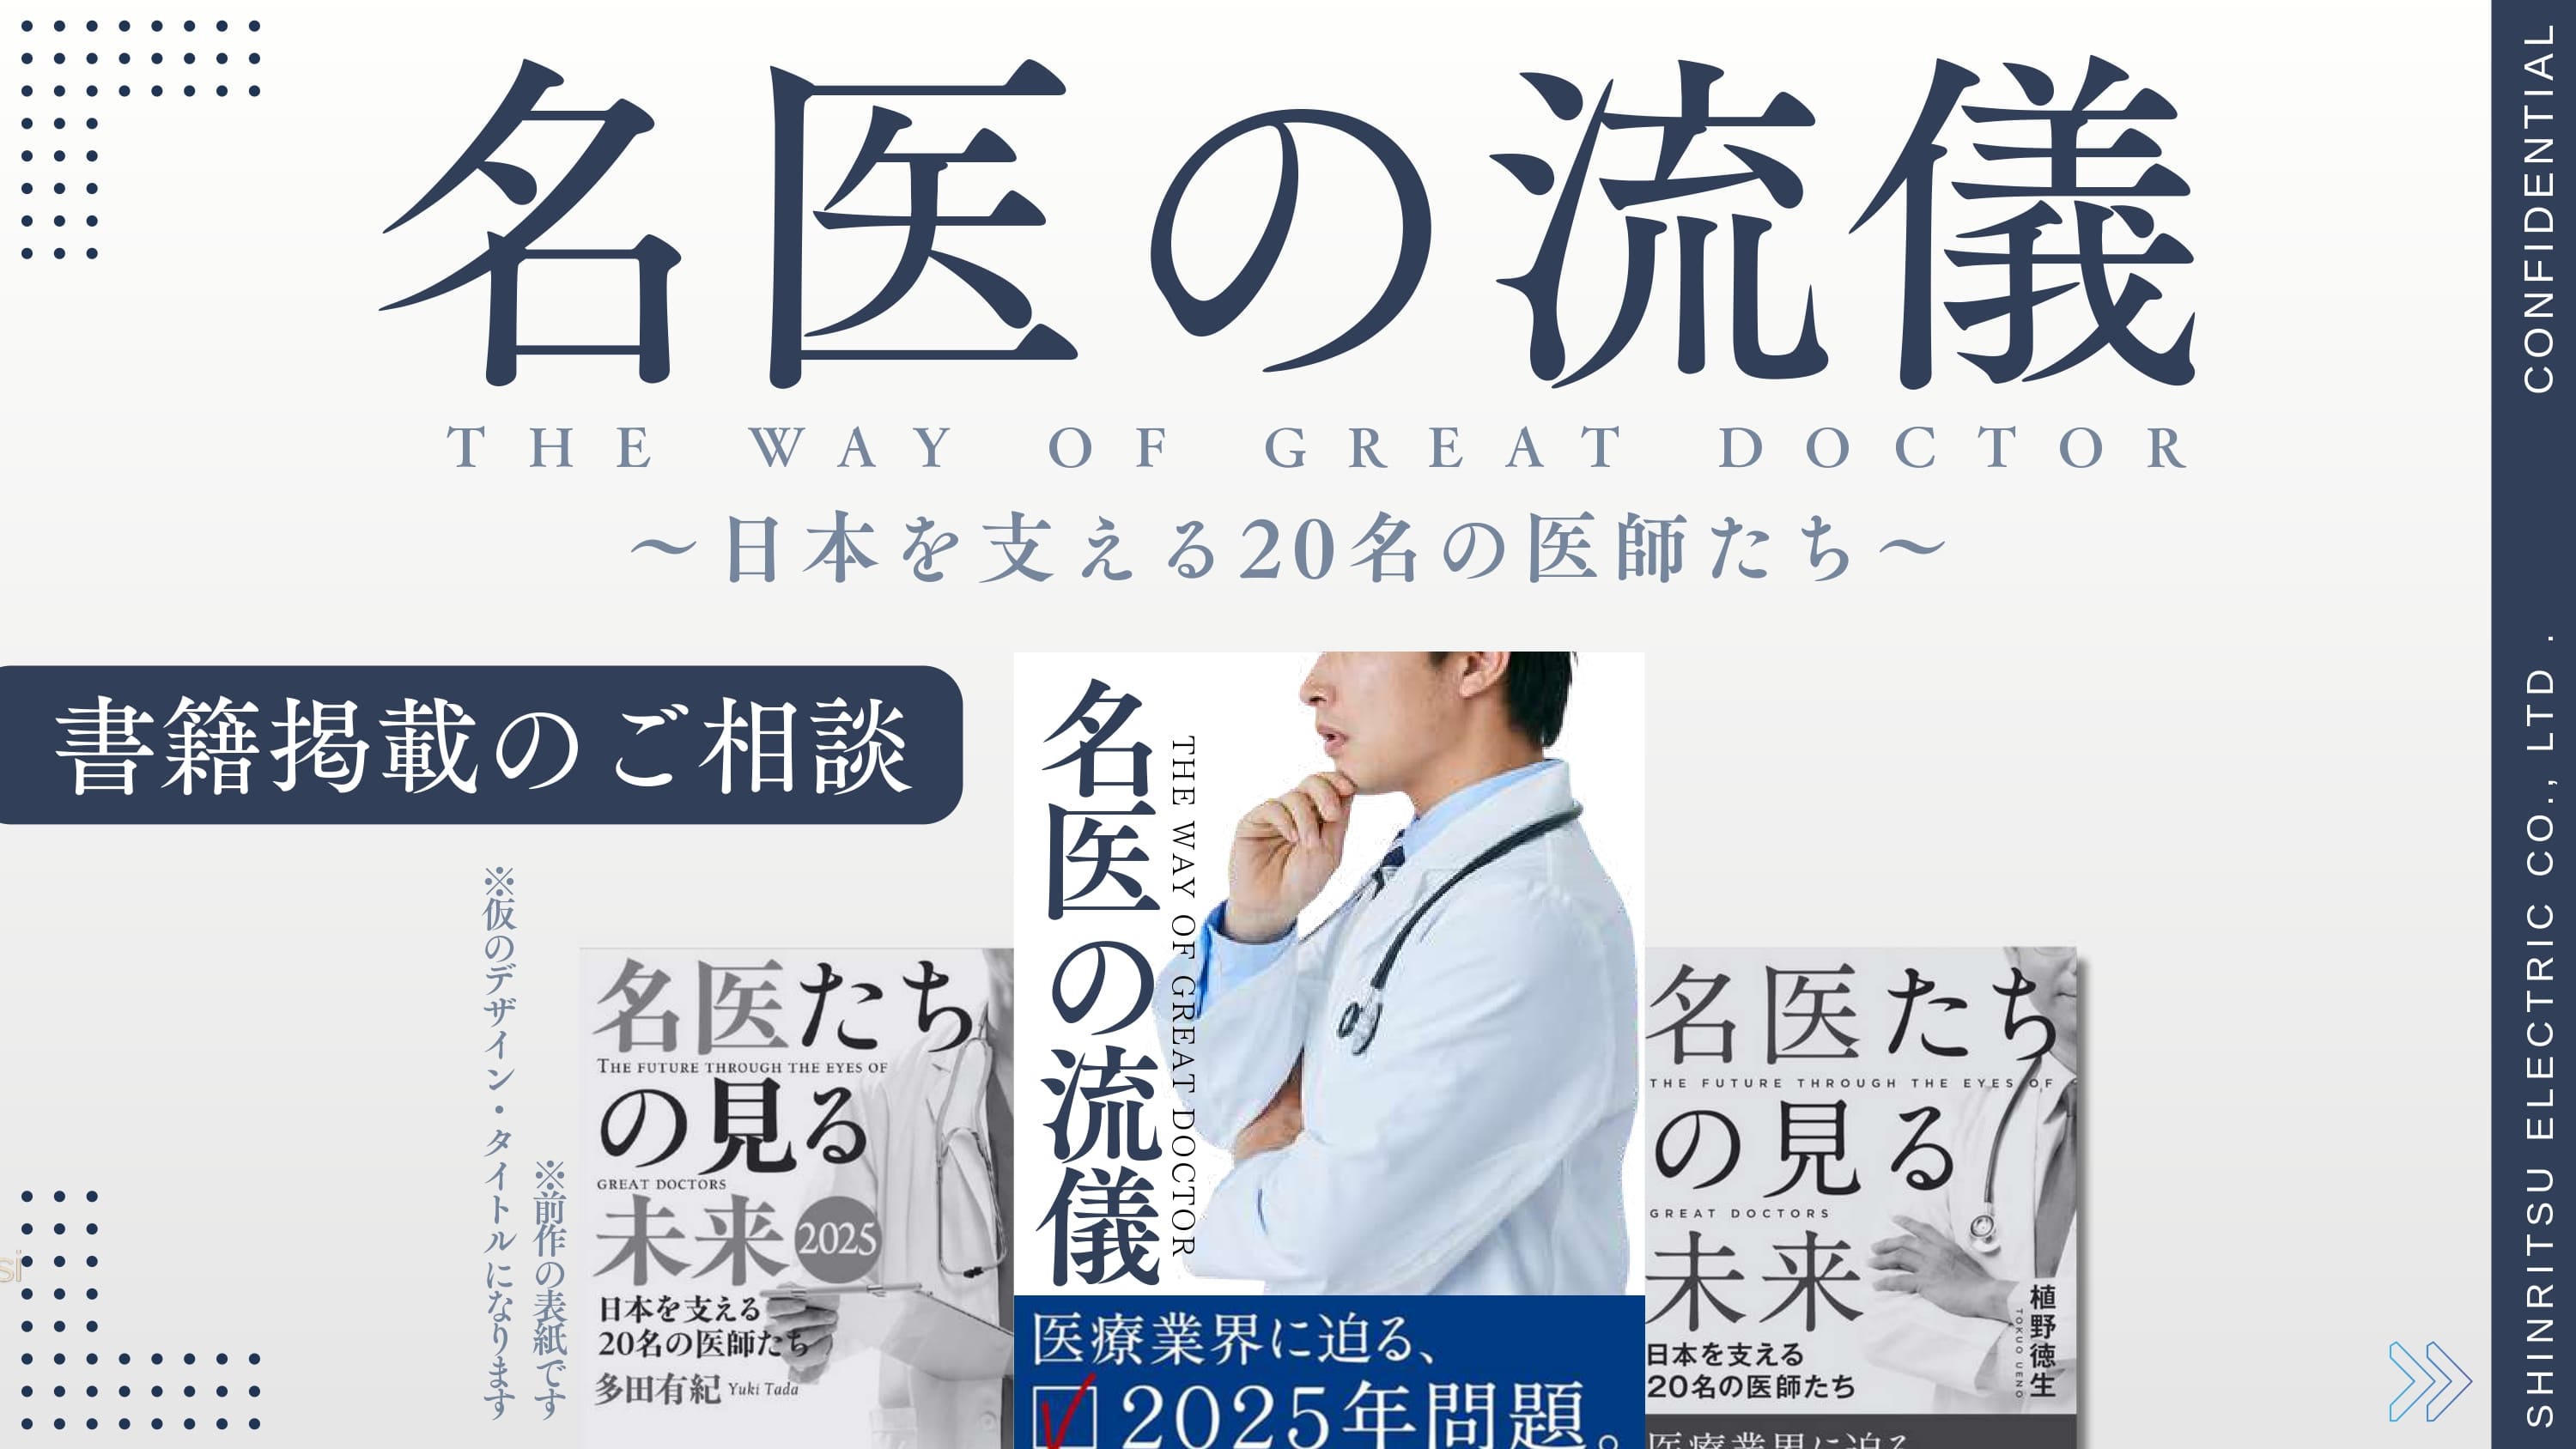 名医の流儀
THE WAY OF GREAT DOCTOR
～日本を支える20名の医師たち～
書籍掲載のご相談
※仮のデザイン・タイトルになります
※前作の表紙です
名医たち
THE FUTURE THROUGH THE EYES OF
の見る
GREAT DOCTORS
未来 2025
日本を支える
20名の医師たち
多田有紀 Yuki Tada
名医の流儀
THE WAY OF GREAT DOCTOR
医療業界に迫る、
2025年問題。
名医たち
THE FUTURE THROUGH THE EYES OF
の見る
GREAT DOCTORS
未来
日本を支える
20名の医師たち
植野徳生
TOKUO UENO
医療業界に迫る
CONFIDENTIAL
SHINRITSU ELECTRIC CO., LTD .